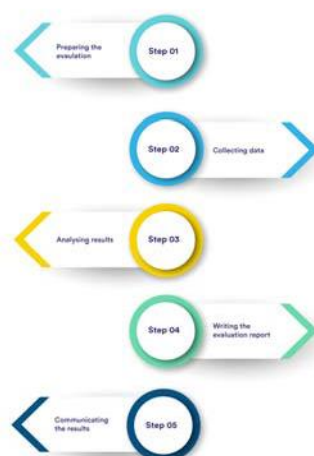 Preparing the
evaulation
Step 01
Step 02
Collecting data
Analysing results
Step 03
Step 04
Writing the
evaluation report
Communicating
the results
Step 05